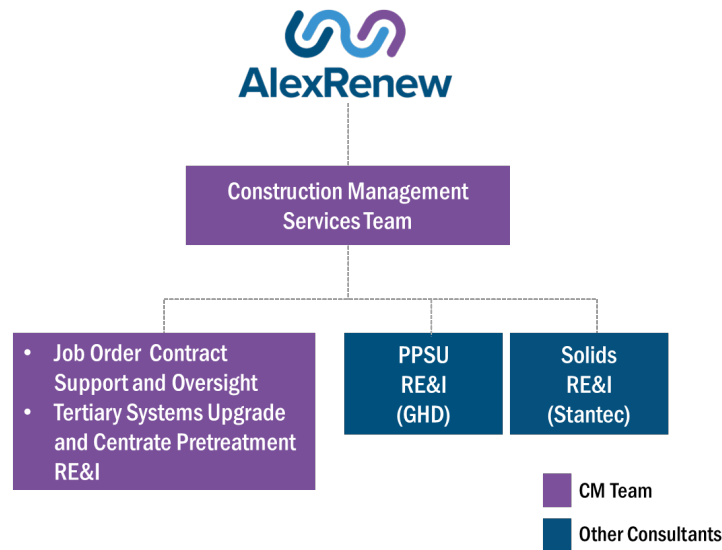 AlexRenew
Construction Management
Services Team
• Job Order Contract
Support and Oversight
• Tertiary Systems Upgrade
and Centrate Pretreatment
RE&I
PPSU
RE&I
(GHD)
Solids
RE&I
(Stantec)
CM Team
Other Consultants